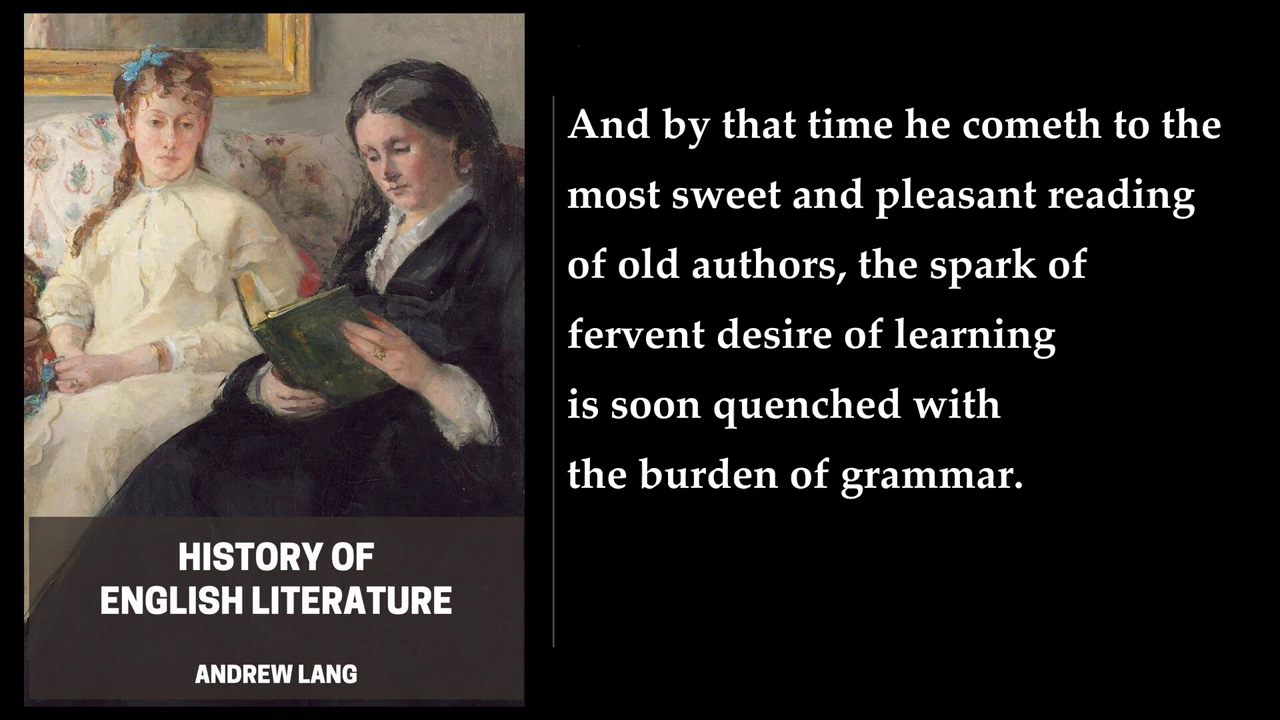 HISTORY OF
ENGLISH LITERATURE
ANDREW LANG
And by that time he cometh to the
most sweet and pleasant reading
of old authors, the spark of
fervent desire of learning
is soon quenched with
the burden of grammar.